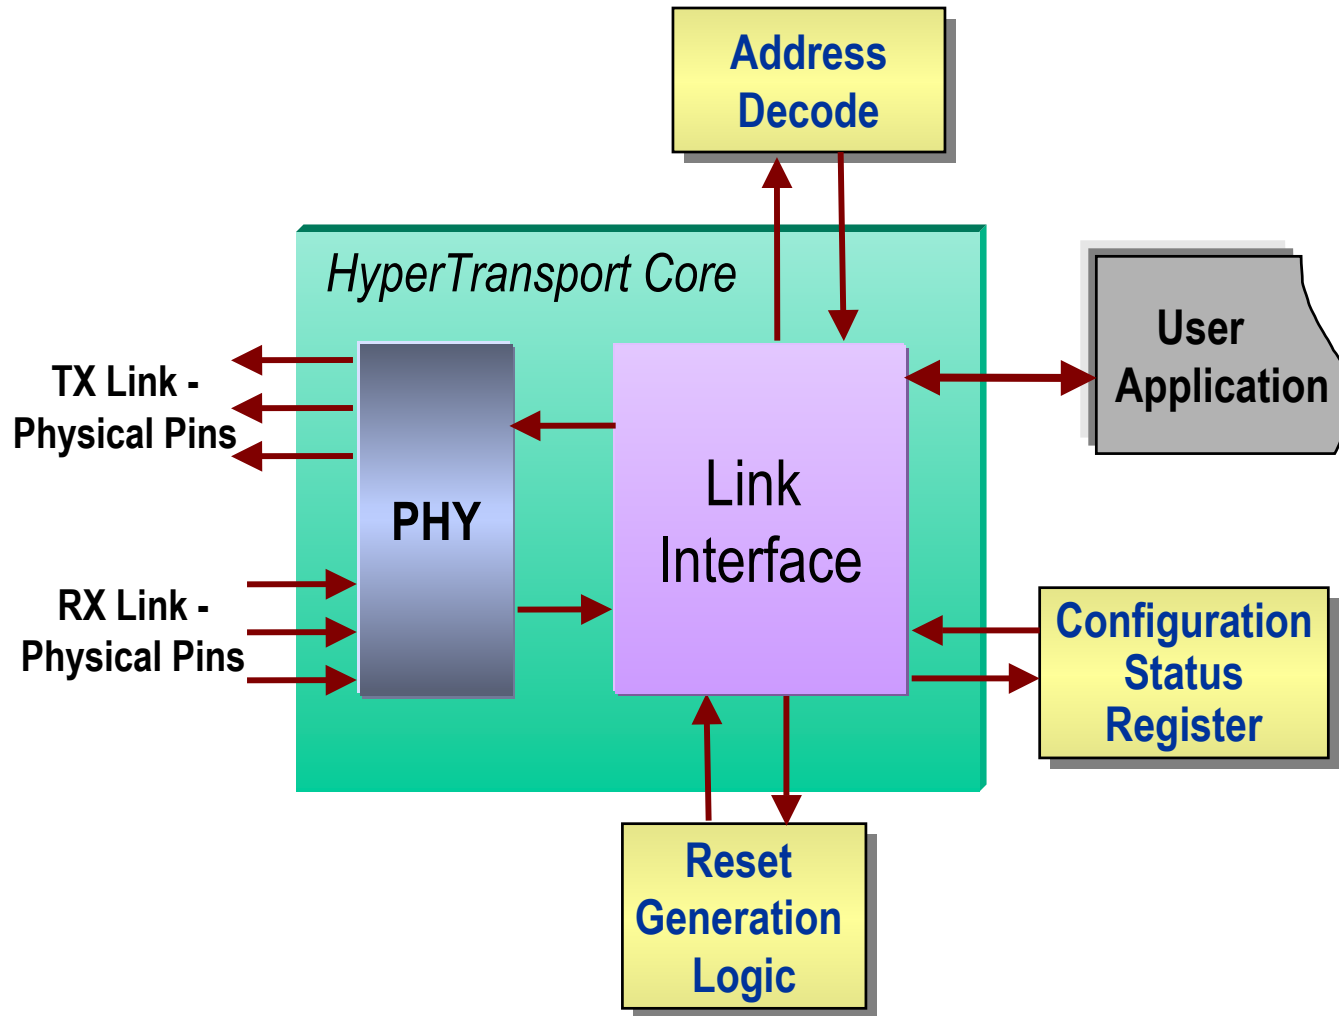 Address
Decode
HyperTransport Core
User
Application
TX Link -
Physical Pins
PHY
Link
Interface
RX Link -
Physical Pins
Configuration
Status
Register
Reset
Generation
Logic